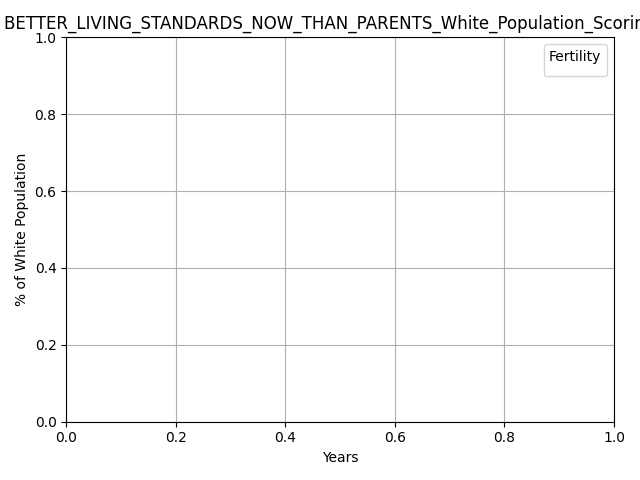 BETTER_LIVING_STANDARDS_NOW_THAN_PARENTS_White_Population_Scorin
1.0
Fertility
0.8
0.6
0.4
0.2
0.0
% of White Population
0.0 0.2 0.4 0.6 0.8 1.0
Years